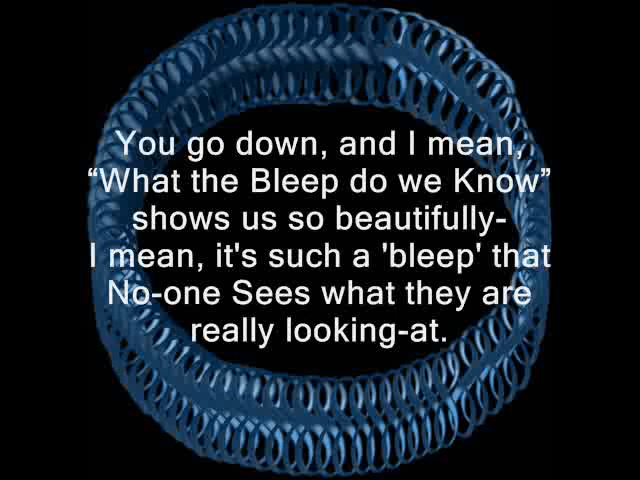 You go down, and I mean,
“What the Bleep do we Know”
shows us so beautifully-
I mean, it's such a 'bleep' that
No-one Sees what they are
really looking-at.